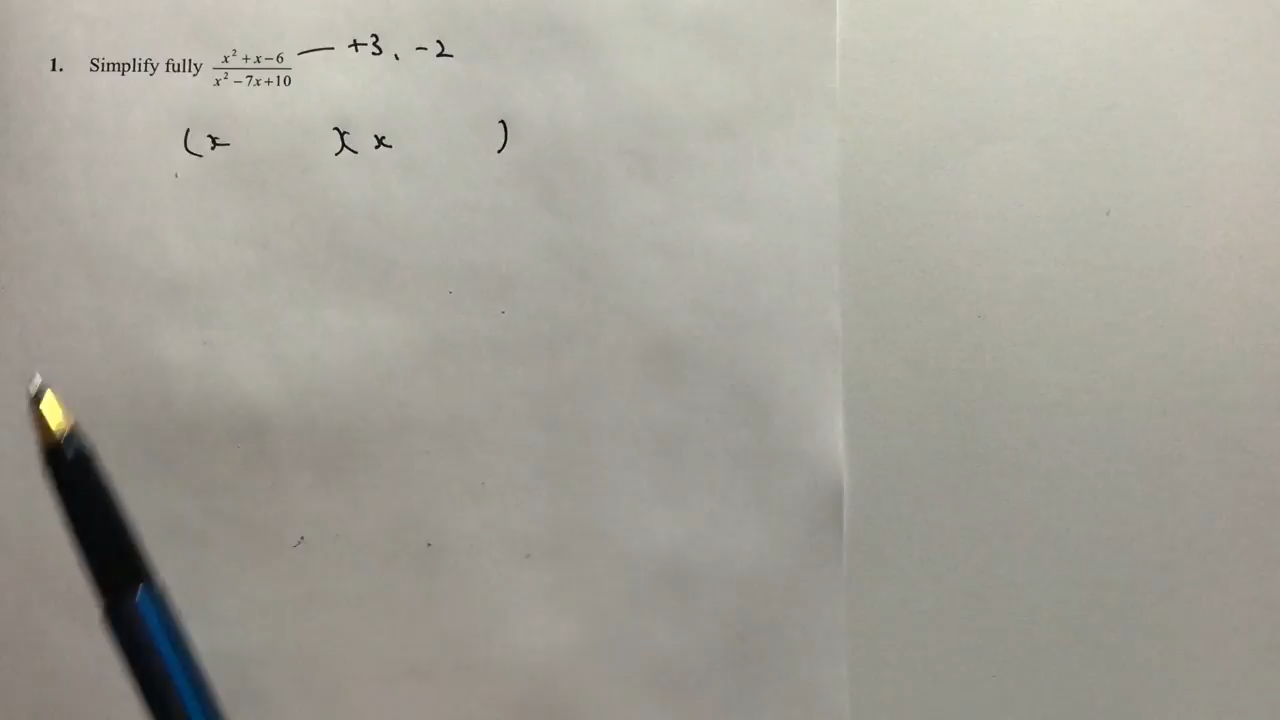 1. Simplify fully (x² + x − 6)/(x² − 7x + 10) — +3, −2
(x )(x )